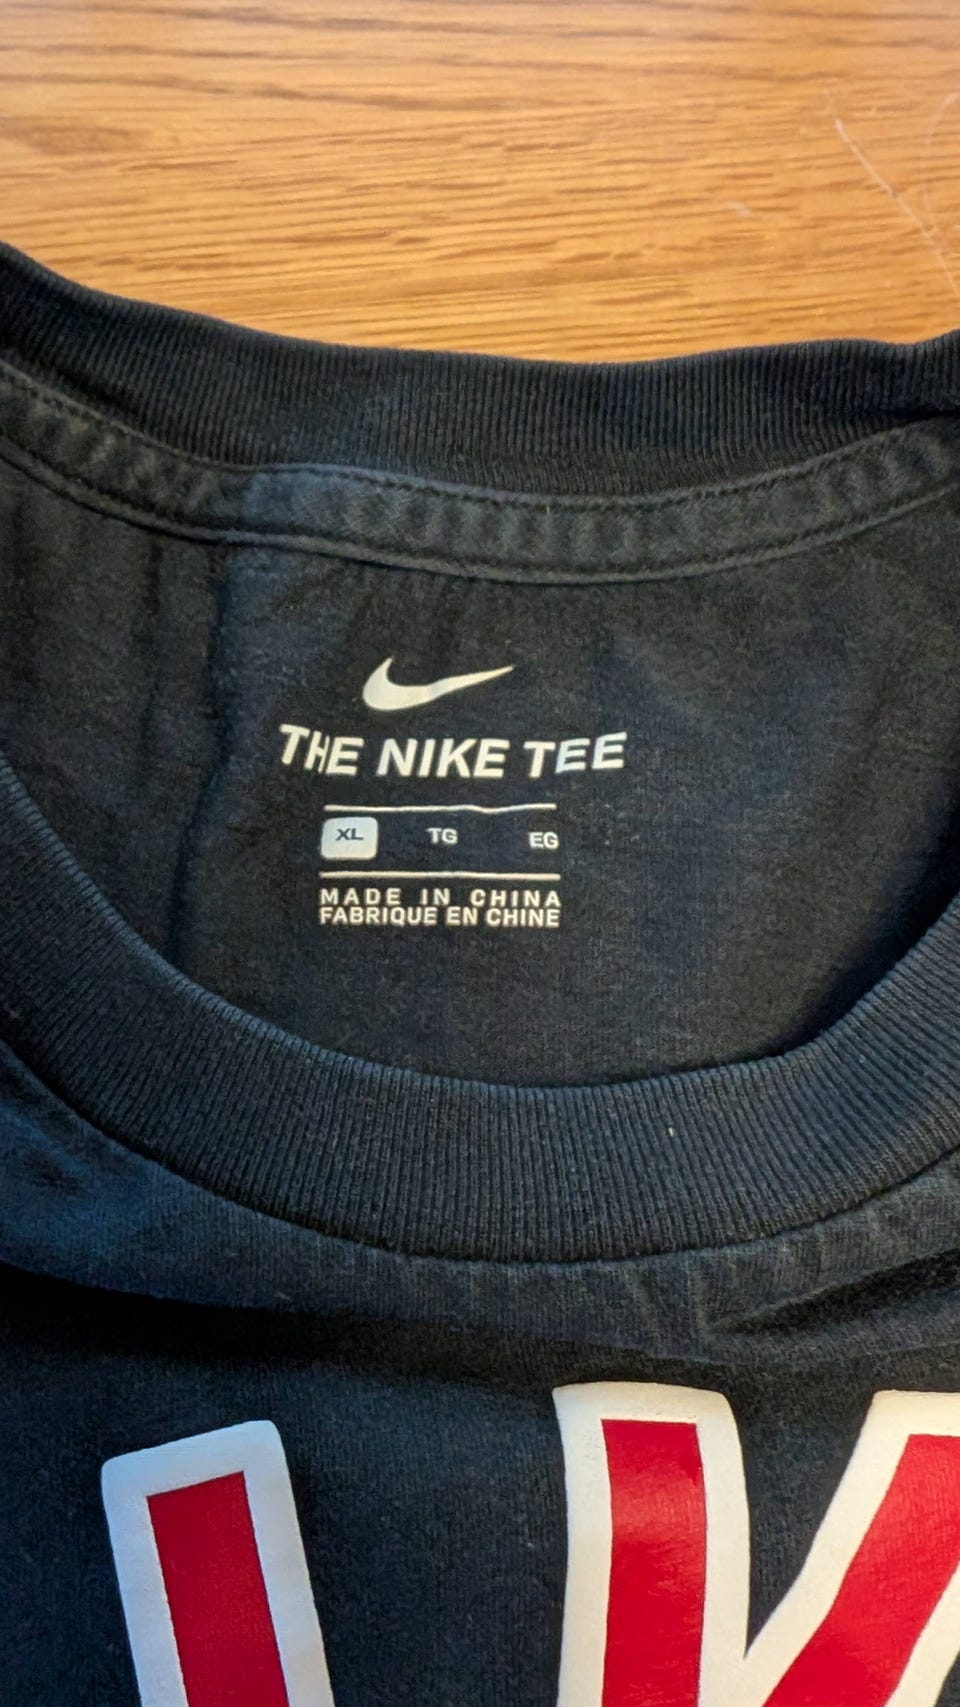 THE NIKE TEE
XL TG EG
MADE IN CHINA
FABRIQUE EN CHINE